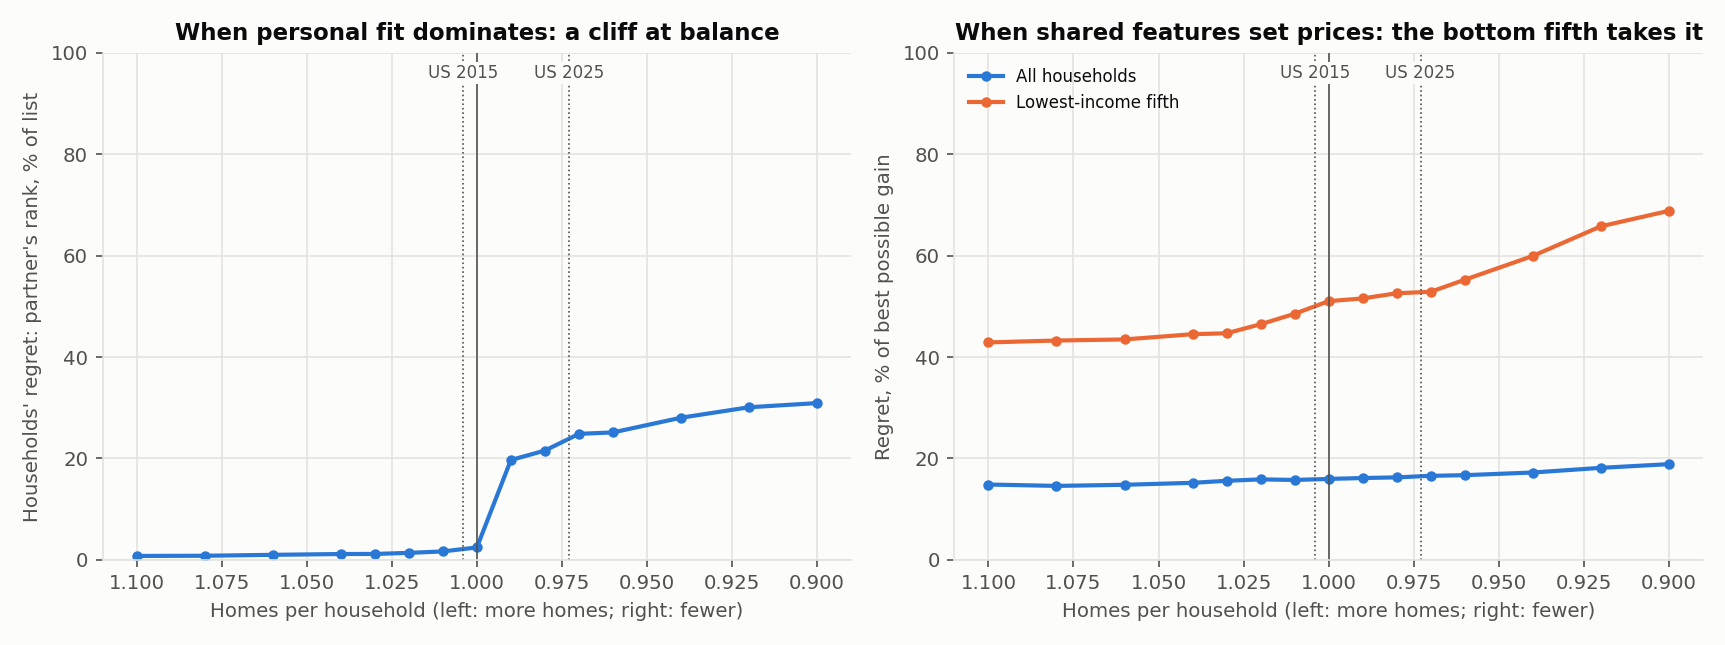 When personal fit dominates: a cliff at balance
Households' regret: partner's rank, % of list
100
80
60
40
20
0
US 2015
US 2025
1.100 1.075 1.050 1.025 1.000 0.975 0.950 0.925 0.900
Homes per household (left: more homes; right: fewer)
When shared features set prices: the bottom fifth takes it
Regret, % of best possible gain
100
80
60
40
20
0
All households
Lowest-income fifth
US 2015
US 2025
1.100 1.075 1.050 1.025 1.000 0.975 0.950 0.925 0.900
Homes per household (left: more homes; right: fewer)